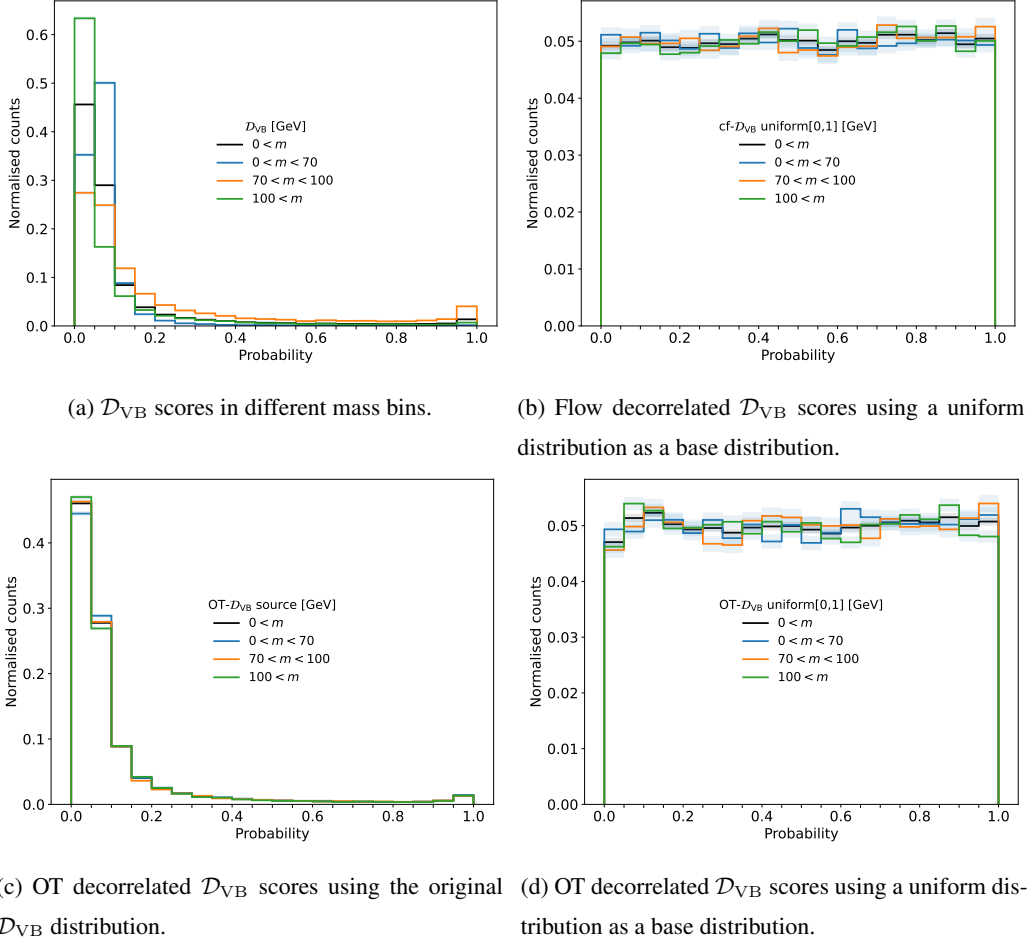 Normalised counts
0.6
0.5
0.4
0.3
0.2
0.1
0.0
𝒟VB [GeV]
0 < m
0 < m < 70
70 < m < 100
100 < m
0.0 0.2 0.4 0.6 0.8 1.0
Probability
(a) 𝒟VB scores in different mass bins.
Normalised counts
0.05
0.04
0.03
0.02
0.01
0.00
cf-𝒟VB uniform[0,1] [GeV]
0 < m
0 < m < 70
70 < m < 100
100 < m
0.0 0.2 0.4 0.6 0.8 1.0
Probability
(b) Flow decorrelated 𝒟VB scores using a uniform
distribution as a base distribution.
Normalised counts
0.4
0.3
0.2
0.1
0.0
OT-𝒟VB source [GeV]
0 < m
0 < m < 70
70 < m < 100
100 < m
0.0 0.2 0.4 0.6 0.8 1.0
Probability
(c) OT decorrelated 𝒟VB scores using the original
𝒟VB distribution.
Normalised counts
0.05
0.04
0.03
0.02
0.01
0.00
OT-𝒟VB uniform[0,1] [GeV]
0 < m
0 < m < 70
70 < m < 100
100 < m
0.0 0.2 0.4 0.6 0.8 1.0
Probability
(d) OT decorrelated 𝒟VB scores using a uniform dis-
tribution as a base distribution.